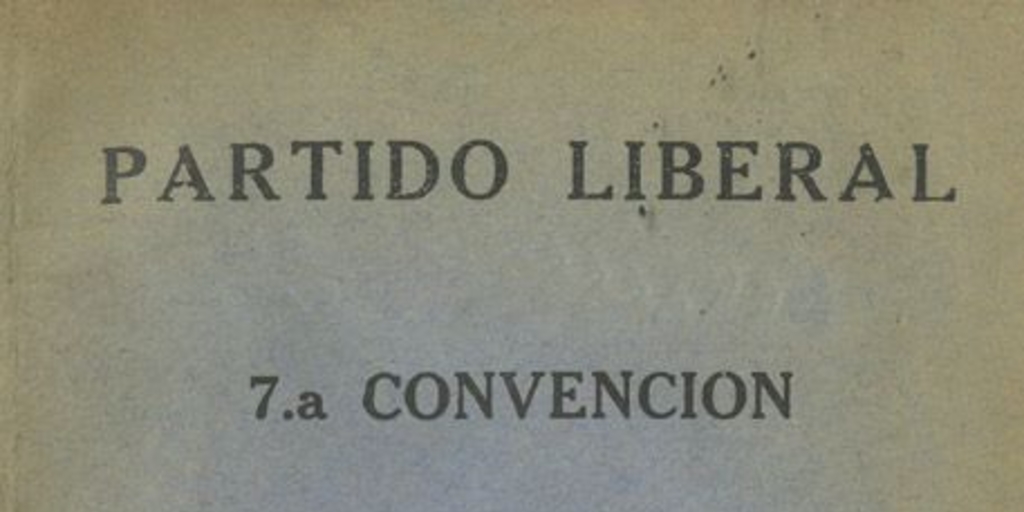 PARTIDO LIBERAL
7.a CONVENCION